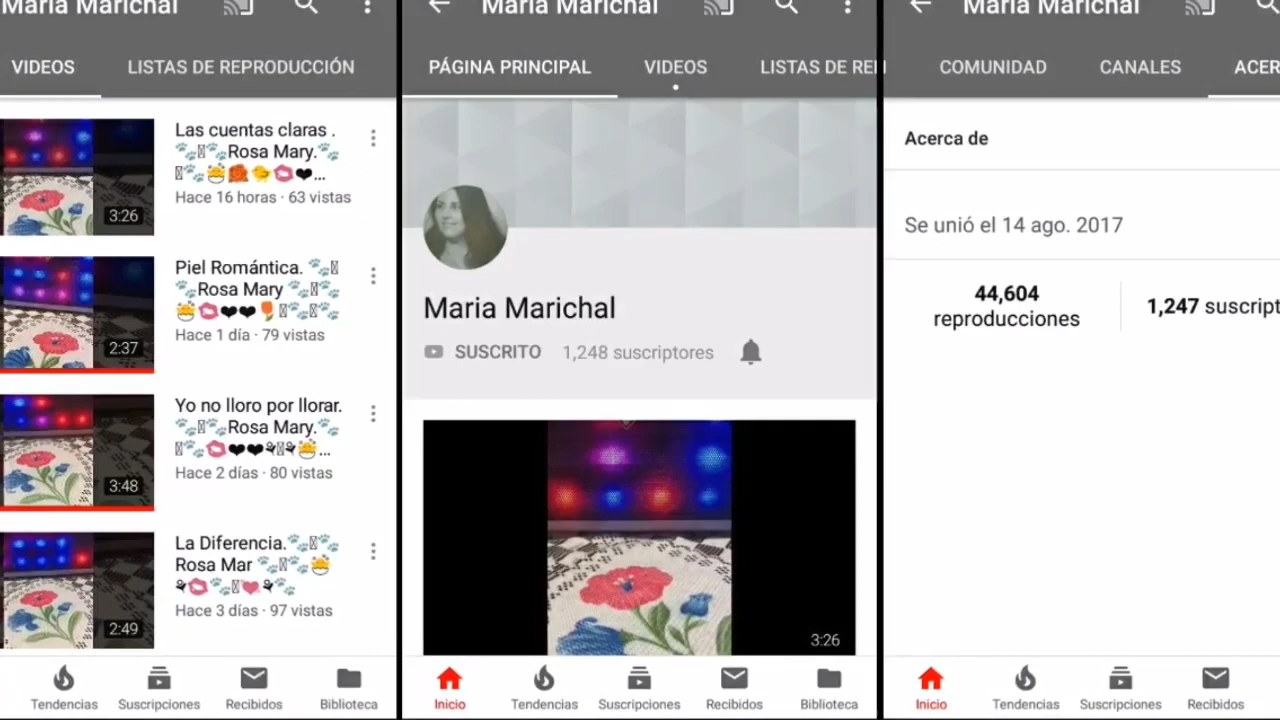 Maria Marichal
VIDEOS
LISTAS DE REPRODUCCIÓN
Las cuentas claras .
🐾🐾Rosa Mary.🐾
🐾🐣🐥💋❤...
Hace 16 horas · 63 vistas
3:26
Piel Romántica. 🐾
🐾Rosa Mary 🐾🐾
🐣💋❤❤🌷🐾🐾
Hace 1 día · 79 vistas
2:37
Yo no lloro por llorar.
🐾🐾Rosa Mary.🐾
🐾💋❤❤🐣...
Hace 2 días · 80 vistas
3:48
La Diferencia.🐾🐾
Rosa Mar 🐾🐾🐣
💋🐾💓🐾
Hace 3 días · 97 vistas
2:49
Tendencias
Suscripciones
Recibidos
Biblioteca
Maria Marichal
PÁGINA PRINCIPAL
VIDEOS
LISTAS DE RE
Maria Marichal
SUSCRITO 1,248 suscriptores
3:26
Inicio
Tendencias
Suscripciones
Recibidos
Biblioteca
Maria Marichal
COMUNIDAD
CANALES
ACER
Acerca de
Se unió el 14 ago. 2017
44,604
reproducciones
1,247 suscript
Inicio
Tendencias
Suscripciones
Recibidos